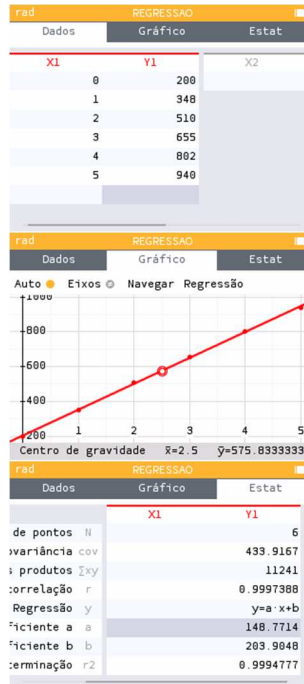 rad REGRESSAO
Dados Gráfico Estat
X1 Y1 X2
0 200
1 348
2 510
3 655
4 802
5 940
rad REGRESSAO
Dados Gráfico Estat
Auto Eixos Navegar Regressão
1000
800
600
400
200 1 2 3 4 5
Centro de gravidade x̄=2.5 ȳ=575.8333333
rad REGRESSAO
Dados Gráfico Estat
X1 Y1
de pontos N 6
ovariância cov 433.9167
s produtos ∑xy 11241
correlação r 0.9997388
Regressão y y=a·x+b
ficiente a a 148.7714
ficiente b b 203.9048
terminação r2 0.9994777